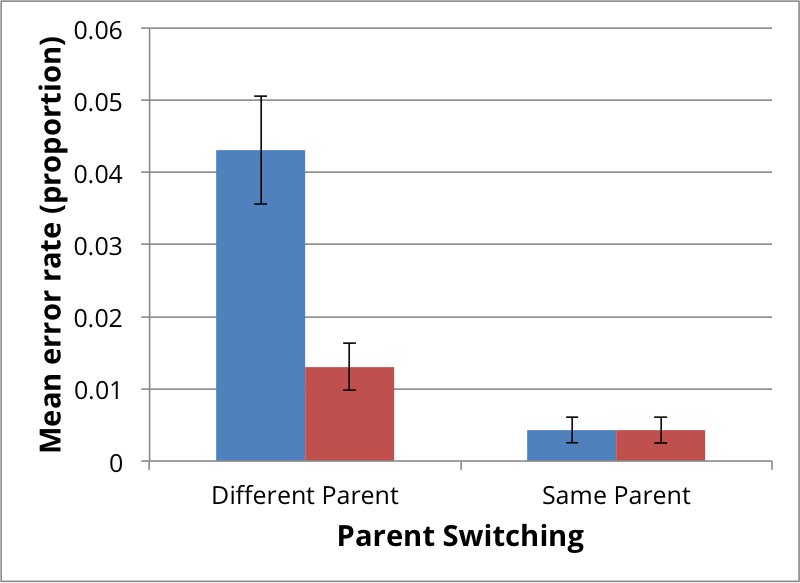 Mean error rate (proportion)
0.06
0.05
0.04
0.03
0.02
0.01
0
Different Parent
Same Parent
Parent Switching